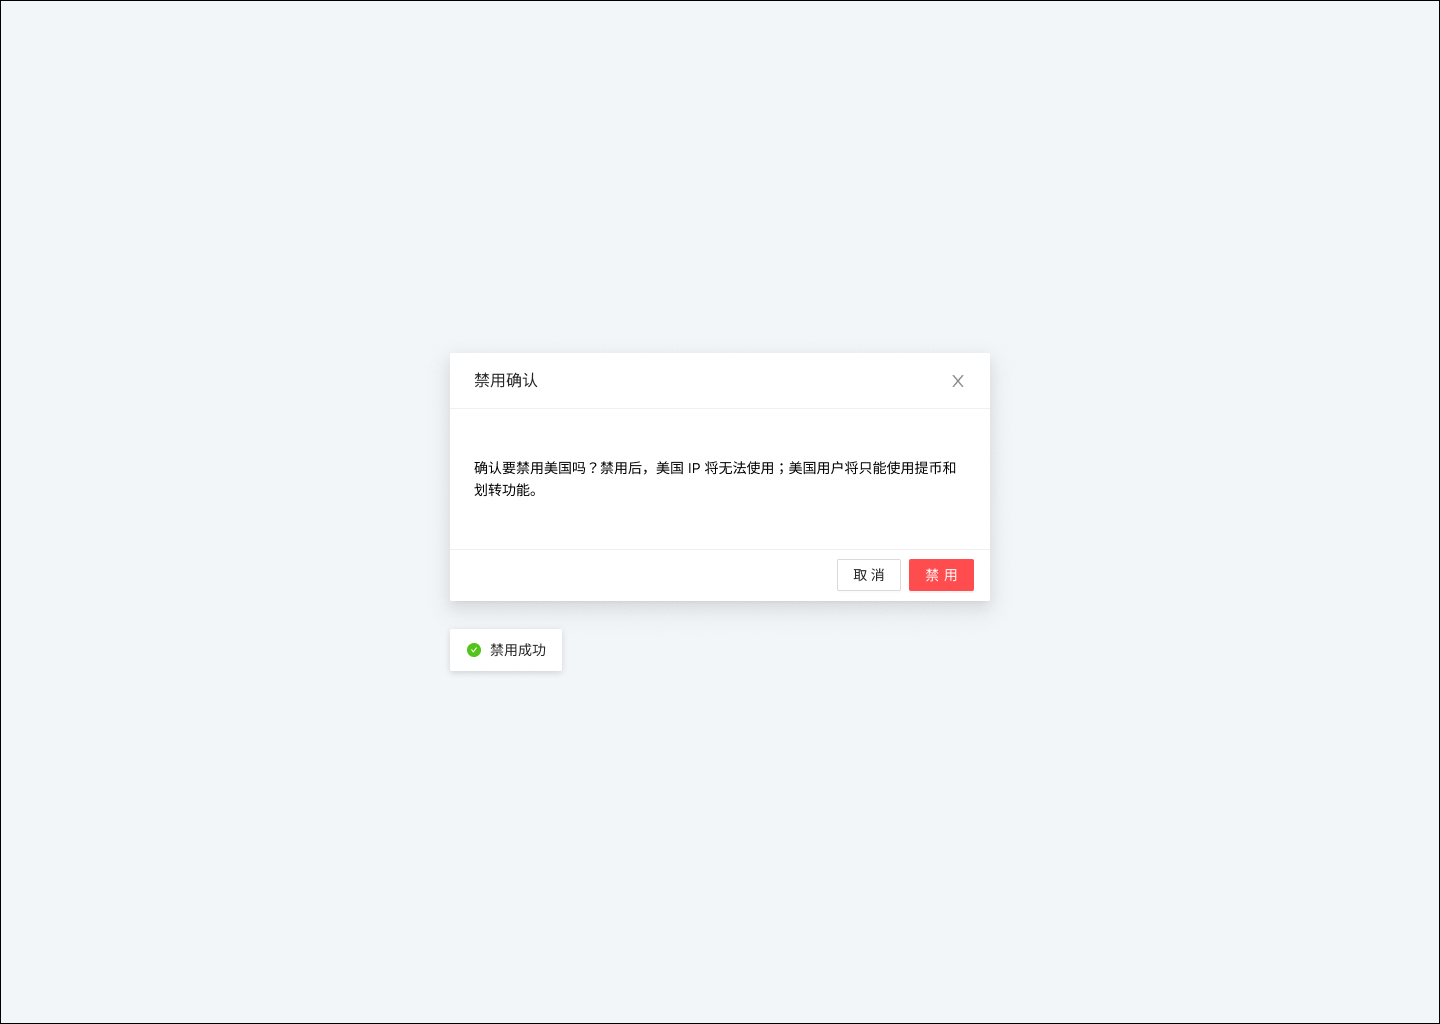 禁用确认
确认要禁用美国吗？禁用后，美国 IP 将无法使用；美国用户将只能使用提币和
划转功能。
取 消
禁 用
禁用成功